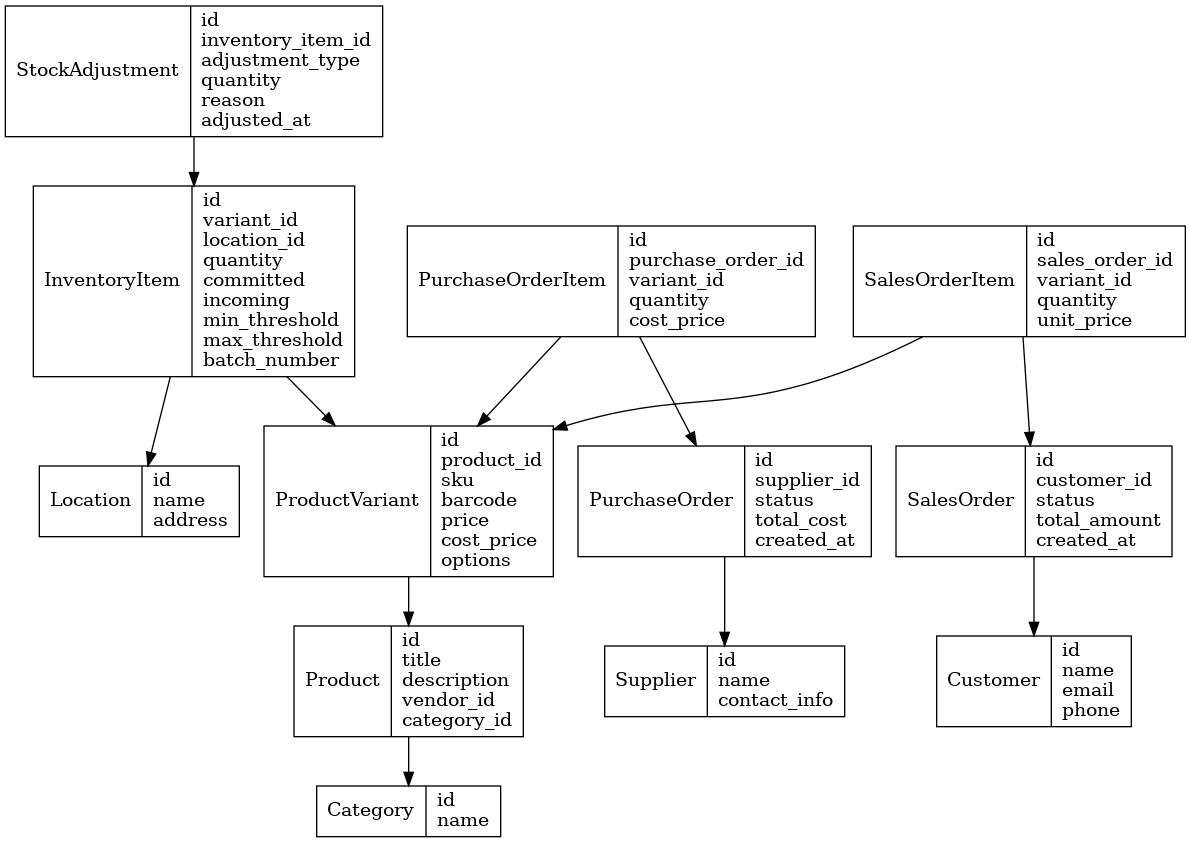 StockAdjustment
id
inventory_item_id
adjustment_type
quantity
reason
adjusted_at
InventoryItem
id
variant_id
location_id
quantity
committed
incoming
min_threshold
max_threshold
batch_number
PurchaseOrderItem
id
purchase_order_id
variant_id
quantity
cost_price
SalesOrderItem
id
sales_order_id
variant_id
quantity
unit_price
Location
id
name
address
ProductVariant
id
product_id
sku
barcode
price
cost_price
options
PurchaseOrder
id
supplier_id
status
total_cost
created_at
SalesOrder
id
customer_id
status
total_amount
created_at
Product
id
title
description
vendor_id
category_id
Supplier
id
name
contact_info
Customer
id
name
email
phone
Category
id
name